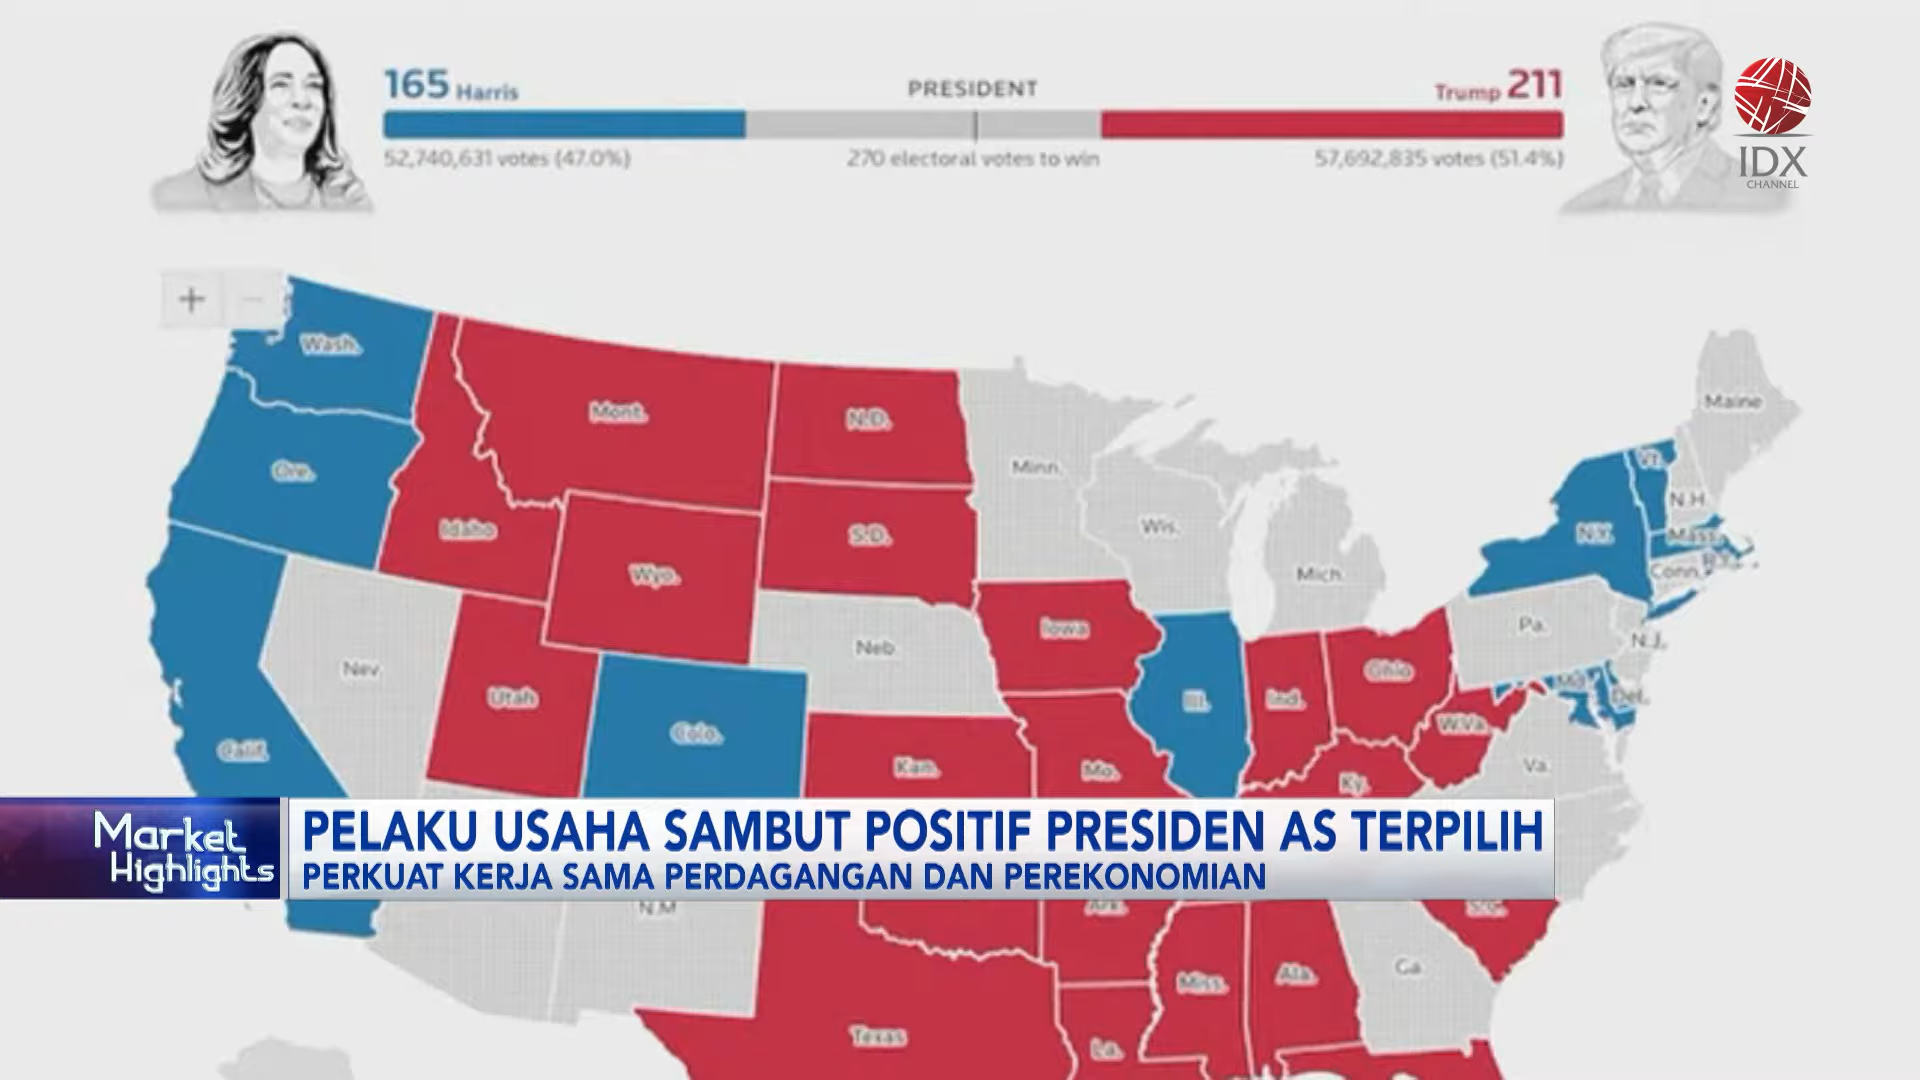 165 Harris
PRESIDENT
Trump 211
52,740,631 votes (47.0%)
270 electoral votes to win
57,692,835 votes (51.4%)
IDX
CHANNEL
+ −
Wash.
Mont.
N.D.
Maine
Ore.
Minn.
Vt.
N.H.
Idaho
S.D.
Wis.
N.Y.
Mass.
Wyo.
Mich.
Conn.
R.I.
Iowa
Pa.
Neb.
N.J.
Nev.
Utah
Ill.
Ind.
Ohio
Md.
Del.
Calif.
Colo.
W.Va.
Kan.
Mo.
Ky.
Va.
Market
Highlights
PELAKU USAHA SAMBUT POSITIF PRESIDEN AS TERPILIH
PERKUAT KERJA SAMA PERDAGANGAN DAN PEREKONOMIAN
N.M.
Ark.
S.C.
Miss.
Ala.
Ga.
Texas
La.